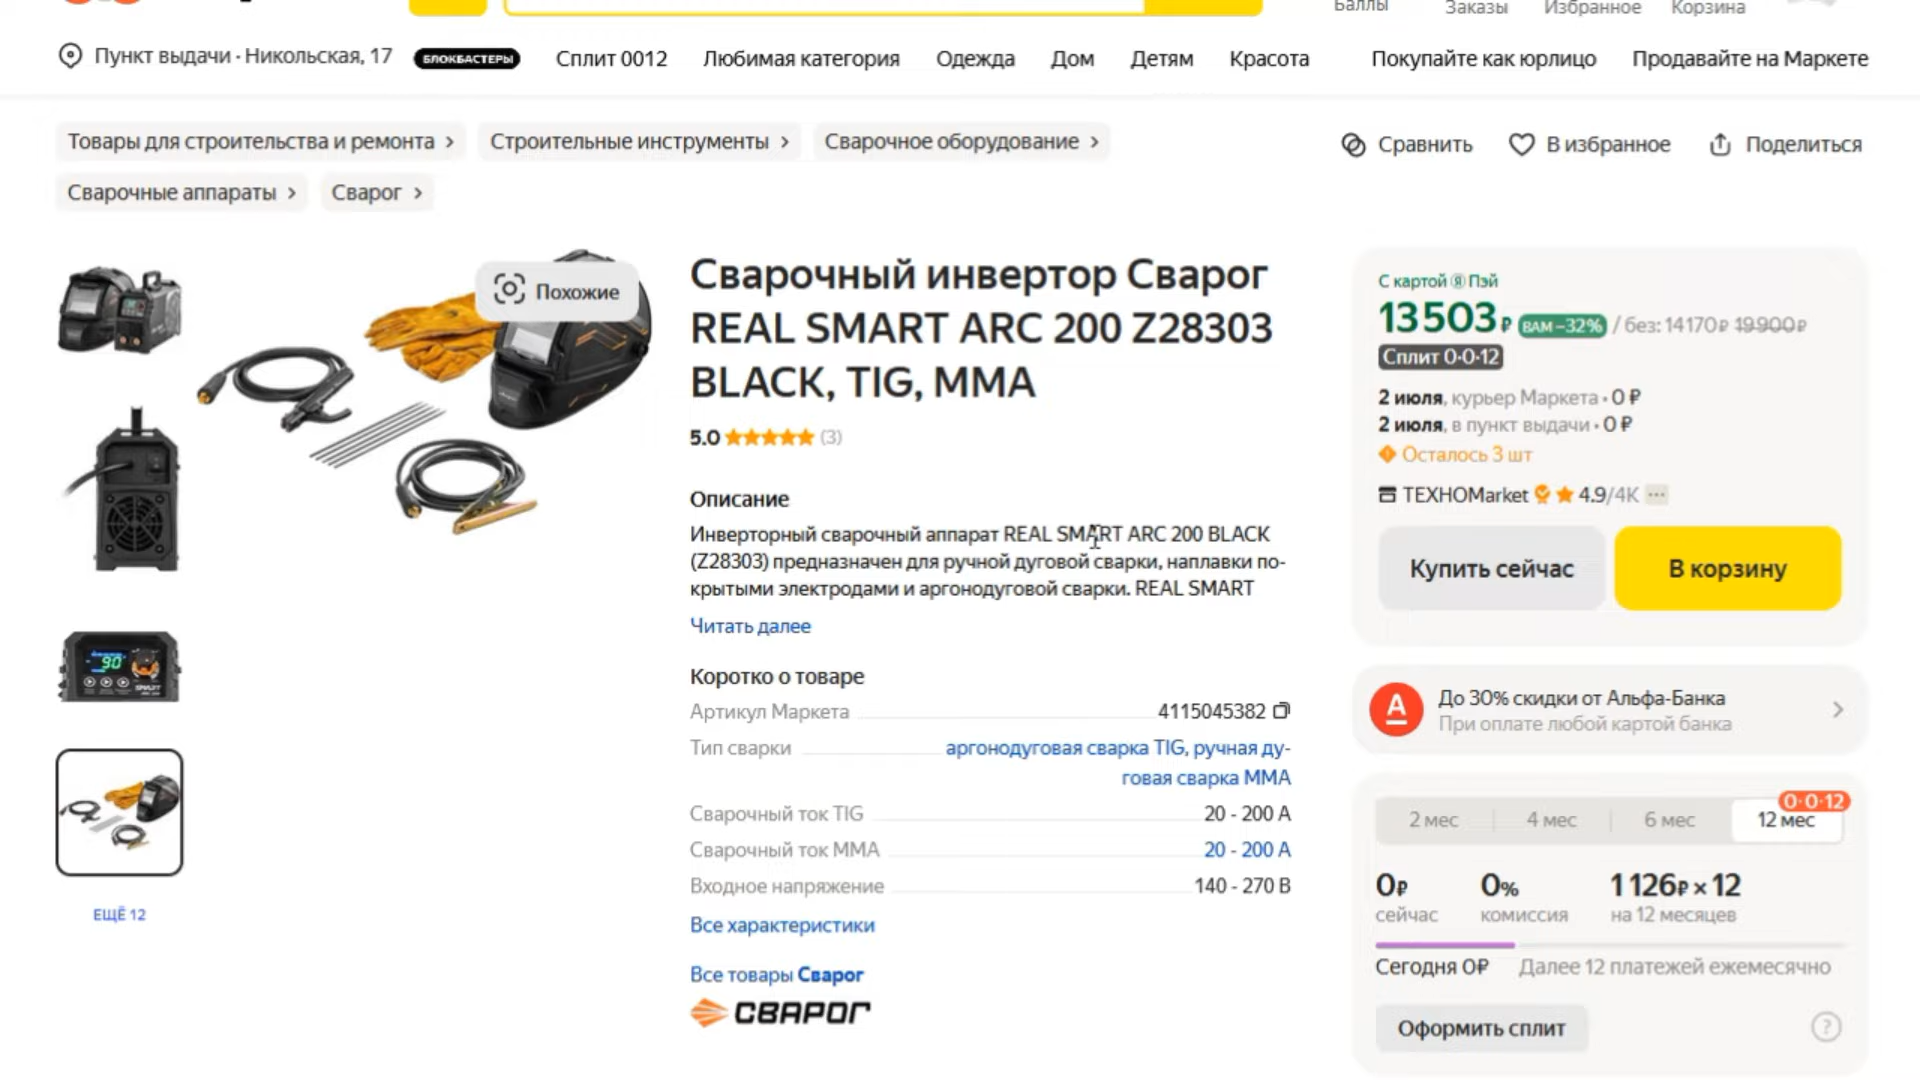 Баллы
Заказы
Избранное
Корзина
Пункт выдачи · Никольская, 17
БЛОКБАСТЕРЫ
Сплит 0012
Любимая категория
Одежда
Дом
Детям
Красота
Покупайте как юрлицо
Продавайте на Маркете
Товары для строительства и ремонта
Строительные инструменты
Сварочное оборудование
Сравнить
В избранное
Поделиться
Сварочные аппараты
Сварог
Похожие
Сварочный инвертор Сварог
REAL SMART ARC 200 Z28303
BLACK, TIG, MMA
5.0 (3)
Описание
Инверторный сварочный аппарат REAL SMART ARC 200 BLACK
(Z28303) предназначен для ручной дуговой сварки, наплавки по-
крытыми электродами и аргонодуговой сварки. REAL SMART
Читать далее
Коротко о товаре
Артикул Маркета 4115045382
Тип сварки аргонодуговая сварка TIG, ручная ду-
говая сварка MMA
Сварочный ток TIG 20 - 200 А
Сварочный ток MMA 20 - 200 А
Входное напряжение 140 - 270 В
Все характеристики
Все товары Сварог
СВАРОГ
90
SMART
ЕЩЁ 12
С картой Я Пэй
13 503 ₽ ВАМ –32% / без: 14 170 ₽ 19 900 ₽
Сплит 0·0·12
2 июля, курьер Маркета · 0 ₽
2 июля, в пункт выдачи · 0 ₽
Осталось 3 шт
ТЕХНОMarket 4.9/4K ···
Купить сейчас
В корзину
А
До 30% скидки от Альфа-Банка
При оплате любой картой банка
0·0·12
2 мес
4 мес
6 мес
12 мес
0₽ 0% 1 126₽ × 12
сейчас комиссия на 12 месяцев
Сегодня 0₽ Далее 12 платежей ежемесячно
Оформить сплит
?